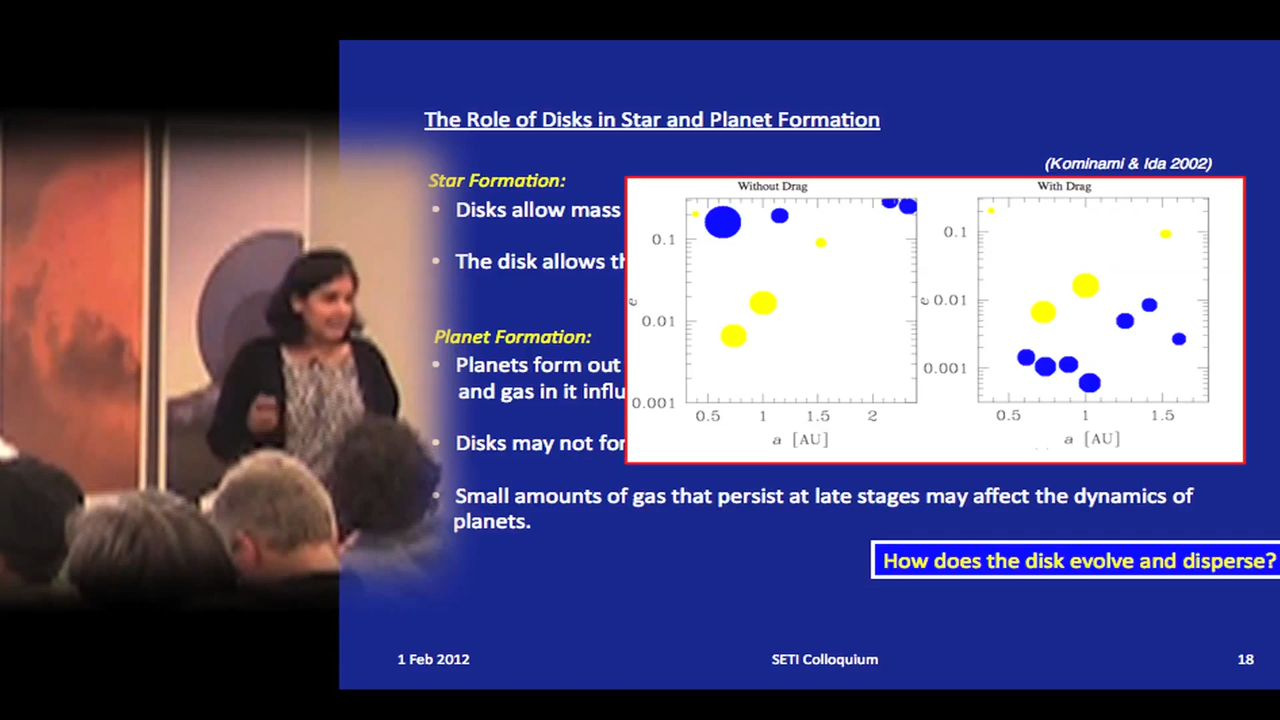 The Role of Disks in Star and Planet Formation
(Kominami & Ida 2002)
Star Formation:
• Disks allow mass
• The disk allows
Planet Formation:
• Planets form out
and gas in it
• Disks may not
• Small amounts of gas that persist at late stages may affect the dynamics of
planets.
Without Drag
0.1
0.01
0.001
e
0.5 1 1.5 2
a [AU]
With Drag
0.1
0.01
0.001
e
0.5 1 1.5
a [AU]
How does the disk evolve and disperse?
1 Feb 2012
SETI Colloquium
18